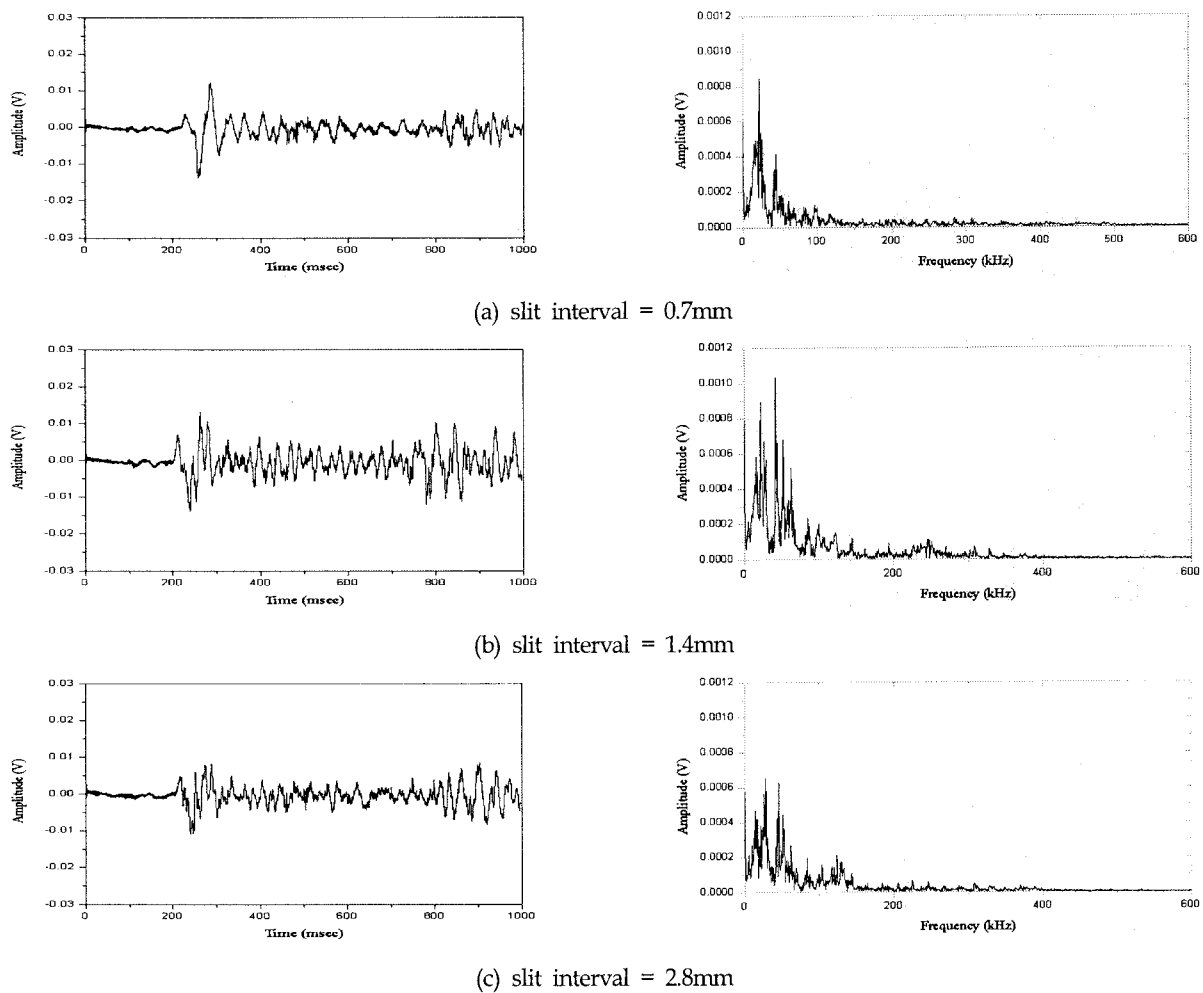 0.03
0.02
0.01
0.00
-0.01
-0.02
-0.03
Amplitude (V)
0 200 400 600 800 1000
Time (msec)
0.0012
0.0010
0.0008
0.0006
0.0004
0.0002
0.0000
Amplitude (V)
0 100 200 300 400 500 600
Frequency (kHz)
(a) slit interval = 0.7mm
0.03
0.02
0.01
0.00
-0.01
-0.02
-0.03
Amplitude (V)
0 200 400 600 800 1000
Time (msec)
0.0012
0.0010
0.0008
0.0006
0.0004
0.0002
0.0000
Amplitude (V)
0 200 400 600
Frequency (kHz)
(b) slit interval = 1.4mm
0.03
0.02
0.01
0.00
-0.01
-0.02
-0.03
Amplitude (V)
0 200 400 600 800 1000
Time (msec)
0.0012
0.0010
0.0008
0.0006
0.0004
0.0002
0.0000
Amplitude (V)
0 200 400 600
Frequency (kHz)
(c) slit interval = 2.8mm